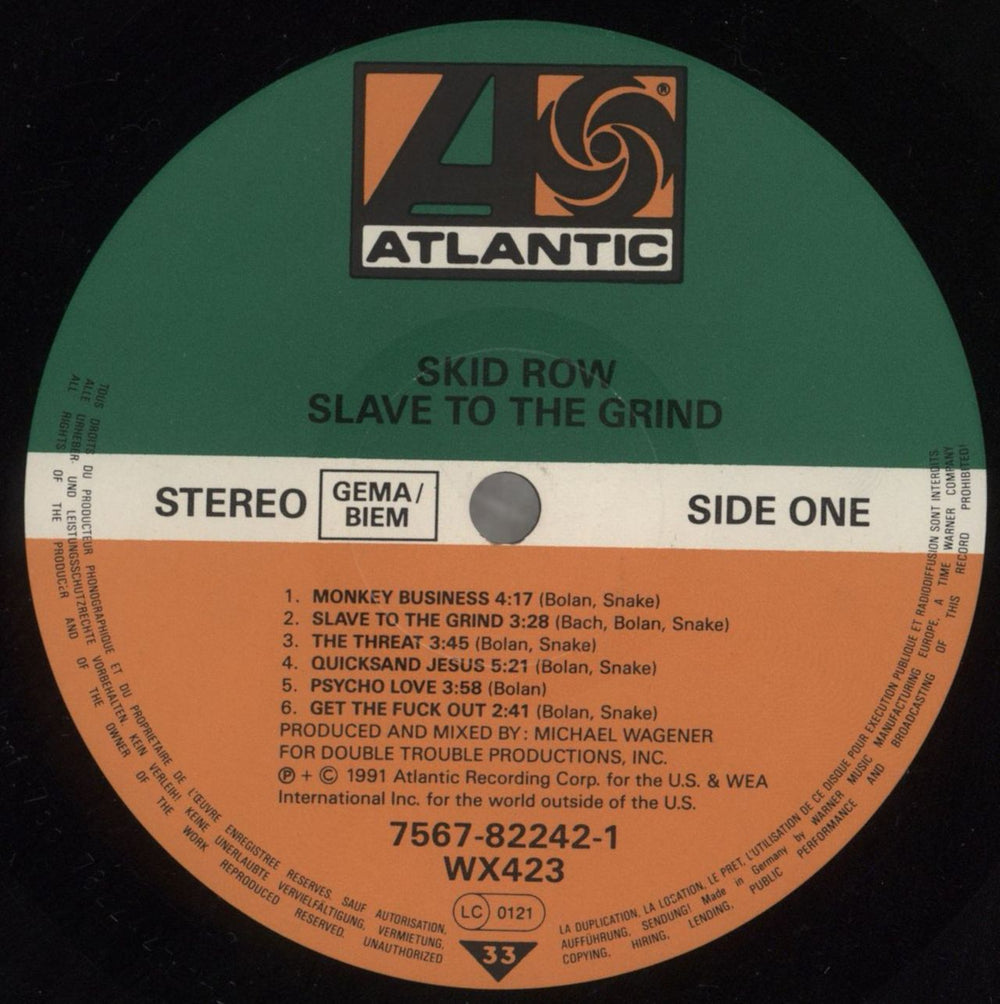 ®
ATLANTIC
SKID ROW
SLAVE TO THE GRIND
STEREO
GEMA/
BIEM
SIDE ONE
1. MONKEY BUSINESS 4:17 (Bolan, Snake)
2. SLAVE TO THE GRIND 3:28 (Bach, Bolan, Snake)
3. THE THREAT 3:45 (Bolan, Snake)
4. QUICKSAND JESUS 5:21 (Bolan, Snake)
5. PSYCHO LOVE 3:58 (Bolan)
6. GET THE FUCK OUT 2:41 (Bolan, Snake)
PRODUCED AND MIXED BY: MICHAEL WAGENER
FOR DOUBLE TROUBLE PRODUCTIONS, INC.
℗ + © 1991 Atlantic Recording Corp. for the U.S. & WEA
International Inc. for the world outside of the U.S.
7567-82242-1
WX423
LC 0121
33
TOUS DROITS DU PRODUCTEUR PHONOGRAPHIQUE ET DU PROPRIETAIRE DE L'ŒUVRE ENREGISTREE RESERVES. SAUF AUTORISATION, LA DUPLICATION, LA LOCATION, LE PRET, L'UTILISATION DE CE DISQUE POUR EXECUTION PUBLIQUE ET RADIODIFFUSION SONT INTERDITS.
ALLE URHEBER- UND LEISTUNGSSCHUTZRECHTE VORBEHALTEN. KEIN VERLEIH! KEINE UNERLAUBTE VERVIELFÄLTIGUNG, VERMIETUNG, AUFFÜHRUNG, SENDUNG! Made in Germany by WARNER MUSIC MANUFACTURING EUROPE, A TIME WARNER COMPANY
ALL RIGHTS OF THE PRODUCER AND OF THE OWNER OF THE WORK REPRODUCED RESERVED. UNAUTHORIZED COPYING, HIRING, LENDING, PUBLIC PERFORMANCE AND BROADCASTING OF THIS RECORD PROHIBITED!